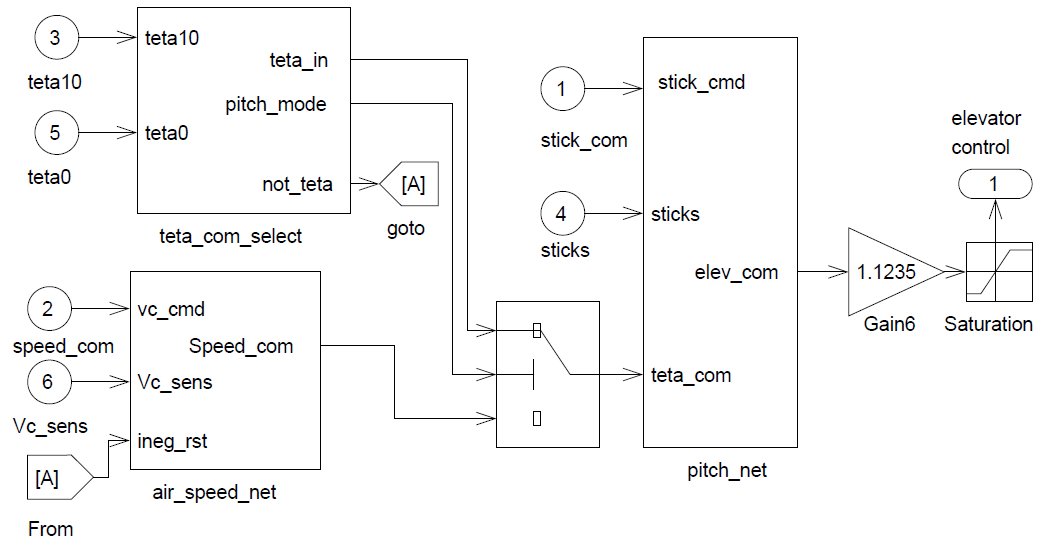 3
teta10
teta10
5
teta0
teta0
teta_in
pitch_mode
not_teta
teta_com_select
[A]
goto
2
speed_com
6
Vc_sens
[A]
From
vc_cmd
Speed_com
Vc_sens
ineg_rst
air_speed_net
1
stick_com
4
sticks
stick_cmd
sticks
elev_com
teta_com
pitch_net
1.1235
Gain6
elevator
control
1
Saturation